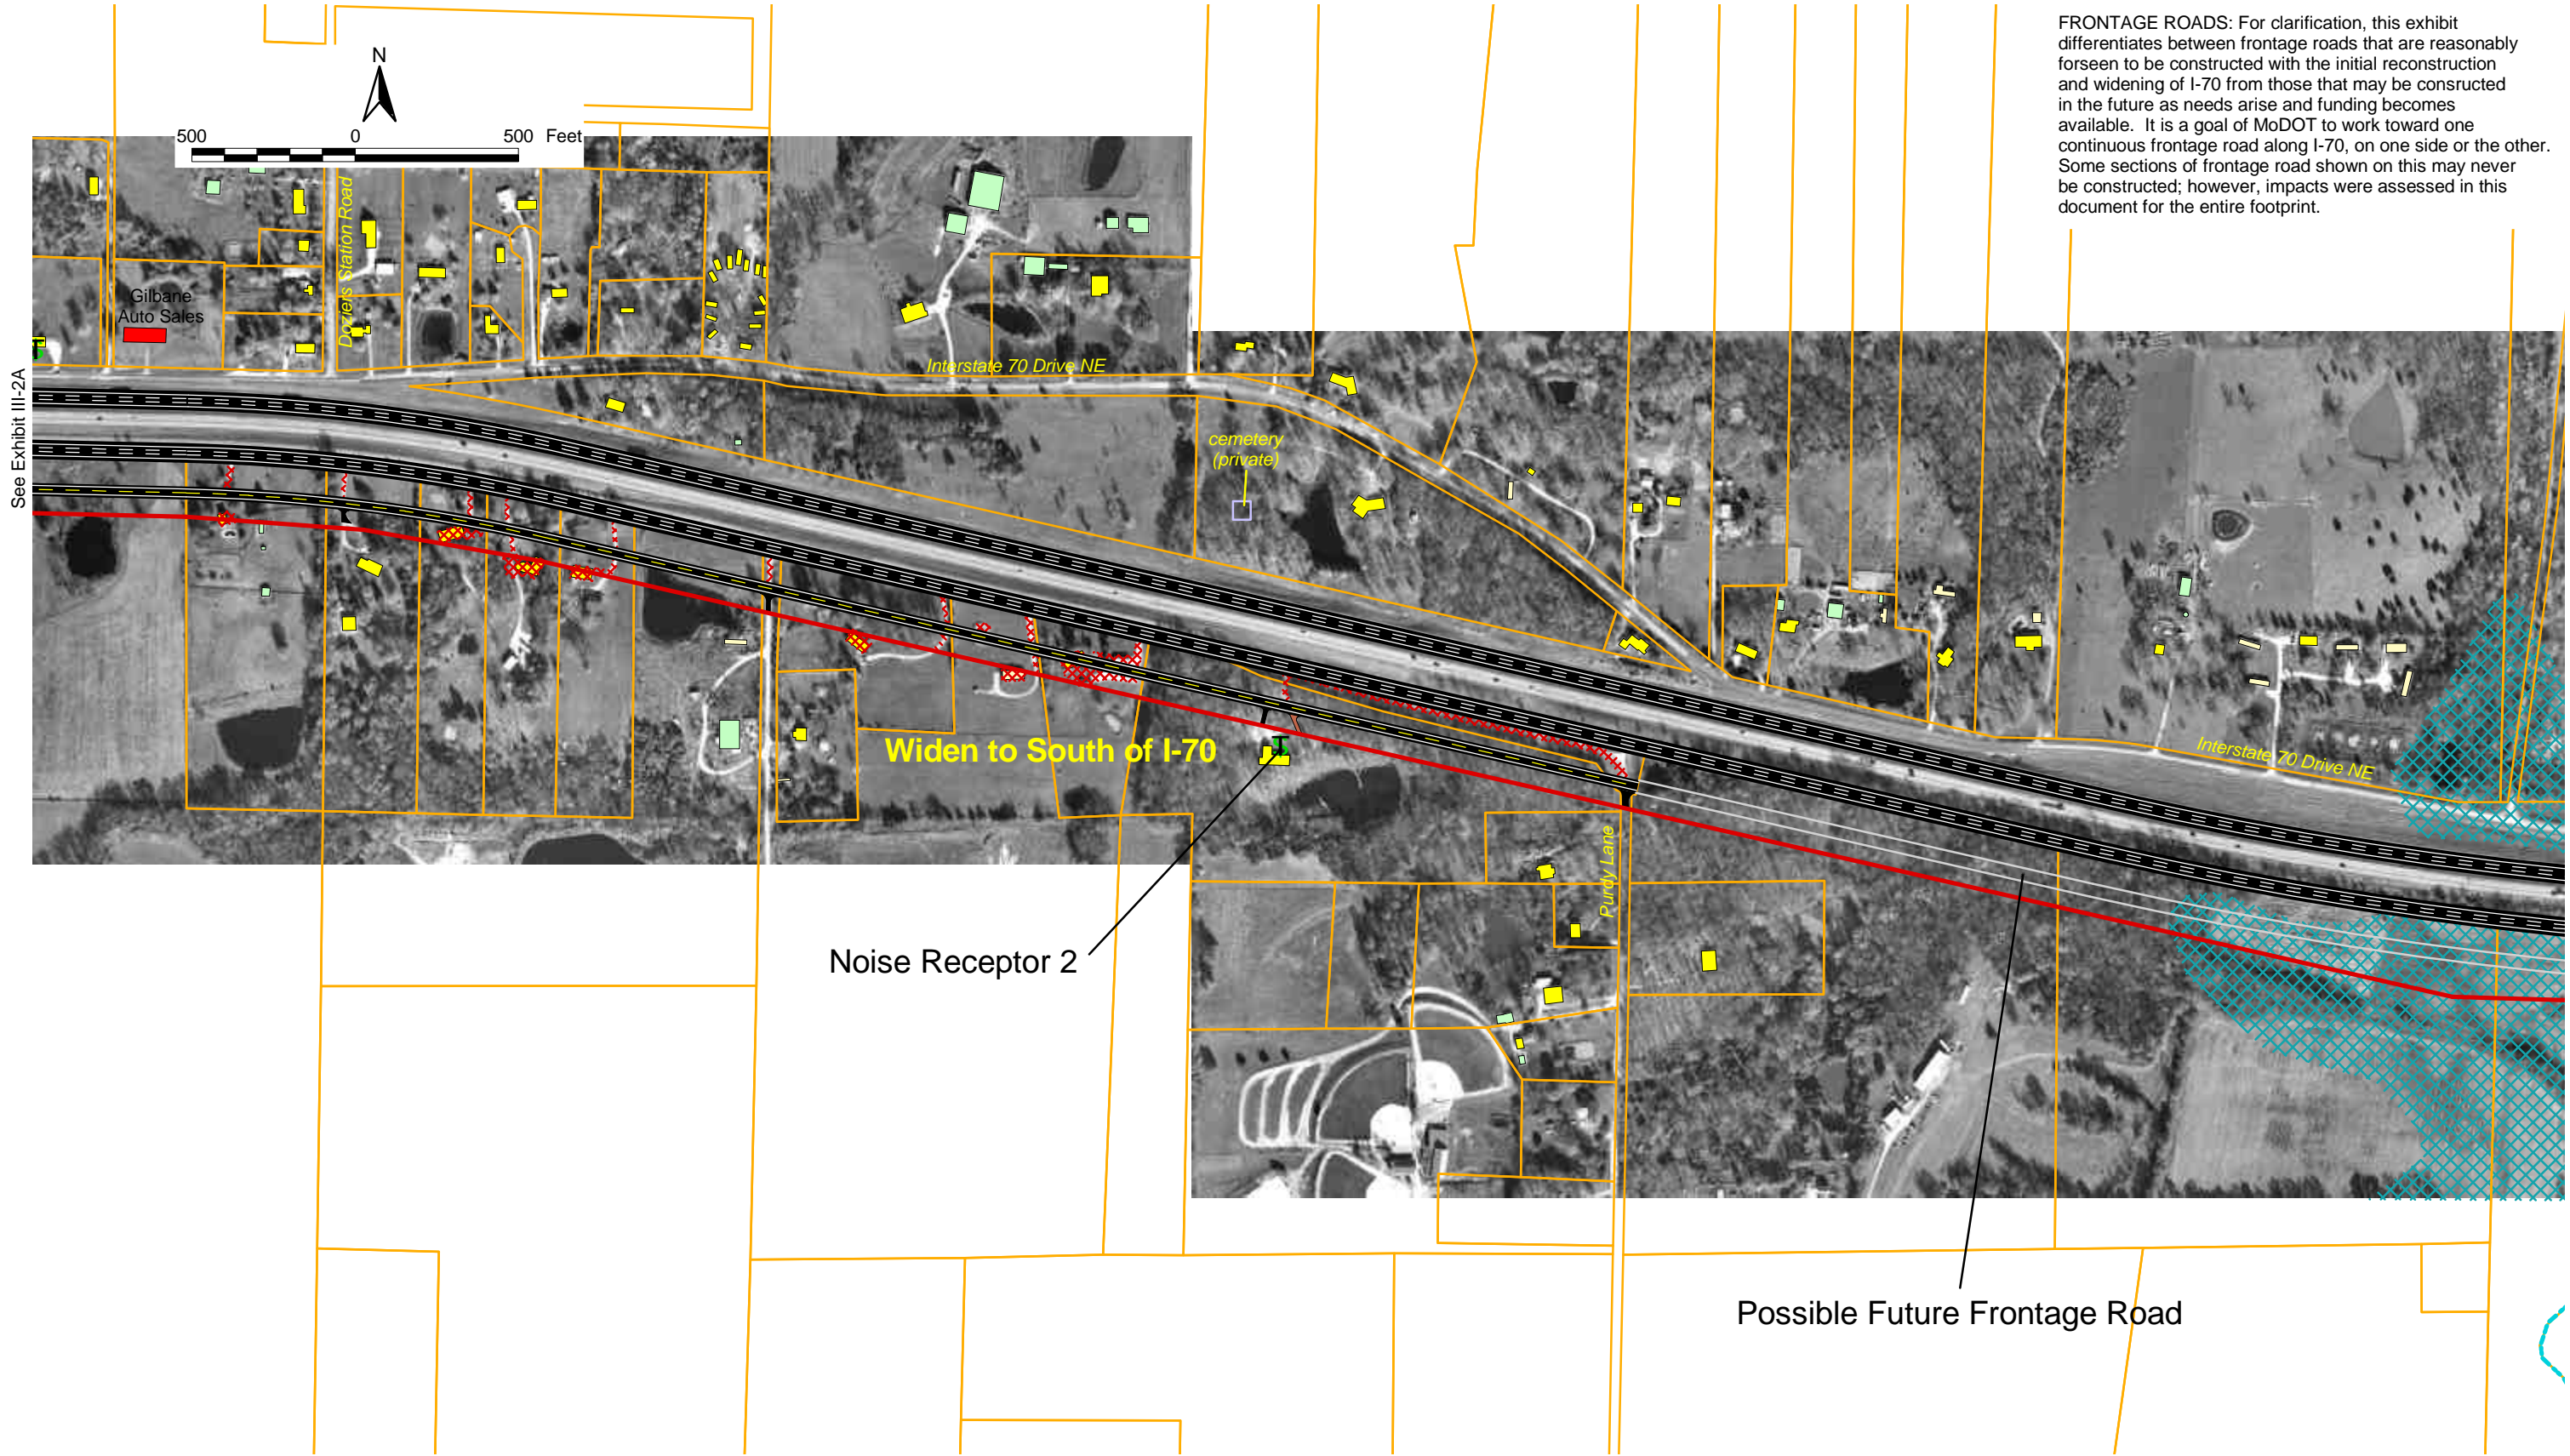 FRONTAGE ROADS: For clarification, this exhibit
differentiates between frontage roads that are reasonably
forseen to be constructed with the initial reconstruction
and widening of I-70 from those that may be consructed
in the future as needs arise and funding becomes
available. It is a goal of MoDOT to work toward one
continuous frontage road along I-70, on one side or the other.
Some sections of frontage road shown on this may never
be constructed; however, impacts were assessed in this
document for the entire footprint.
N
500 0 500 Feet
Doziers Station Road
Gilbane
Auto Sales
Interstate 70 Drive NE
See Exhibit III-2A
cemetery
(private)
Widen to South of I-70
Interstate 70 Drive NE
Purdy Lane
Noise Receptor 2
Possible Future Frontage Road